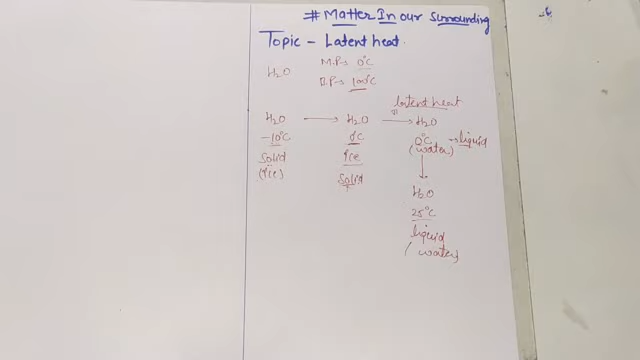 # Matter In our Surrounding
Topic - Latent heat.
H₂O M.P→ 0°C
B.P→ 100°C
latent heat
H₂O → H₂O → H₂O
-10°C 0°C 0°C → liquid
(water)
Solid Ice
(Ice) Solid
H₂O
25°C
liquid
(water)